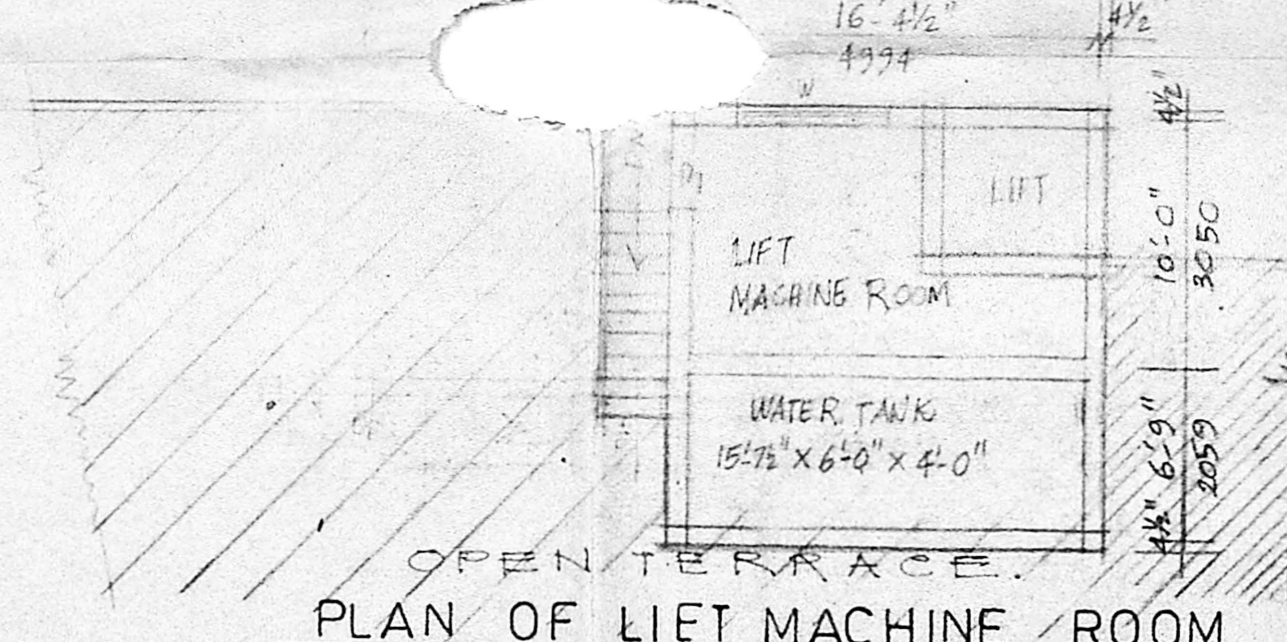 16'-4½"
4½"
4994
W
4½"
D1
LIFT
10'-0"
3050
LIFT
MACHINE ROOM
WATER TANK
15'-7½" X 6'-0" X 4'-0"
6'-9"
2059
4½"
OPEN TERRACE.
PLAN OF LIFT MACHINE ROOM